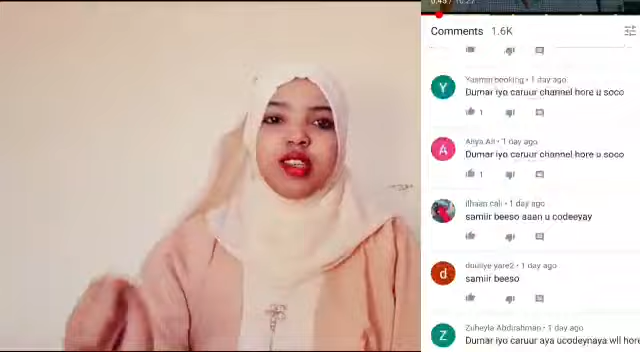 Comments 1.6K
Yasmin booking • 1 day ago
Dumar iyo caruur channel hore u soco
1
Anya Ali • 1 day ago
Dumar iyo caruur channel hore u soco
1
ilhaan cali • 1 day ago
samiir beeso aaan u codeeyay
douliye yare2 • 1 day ago
samiir beeso
Zuheyla Abdirahman • 1 day ago
Dumar iyo caruur aya ucodeynaya wll hore